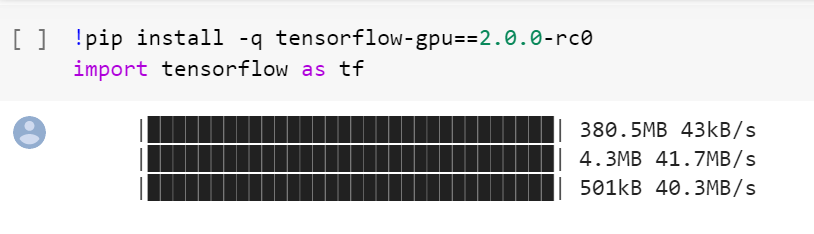 [ ] !pip install -q tensorflow-gpu==2.0.0-rc0
import tensorflow as tf
|████████████████████████████████| 380.5MB 43kB/s
|████████████████████████████████| 4.3MB 41.7MB/s
|████████████████████████████████| 501kB 40.3MB/s